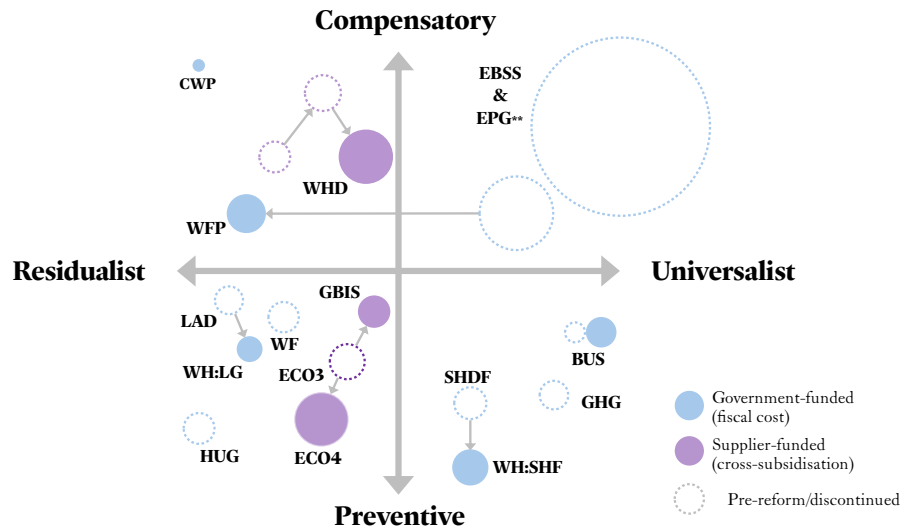 Compensatory
EBSS
&
EPG**
CWP
WHD
WFP
Residualist
Universalist
GBIS
LAD
WF
BUS
WH:LG
ECO3
SHDF
GHG
Government-funded
(fiscal cost)
Supplier-funded
(cross-subsidisation)
HUG
ECO4
WH:SHF
Pre-reform/discontinued
Preventive